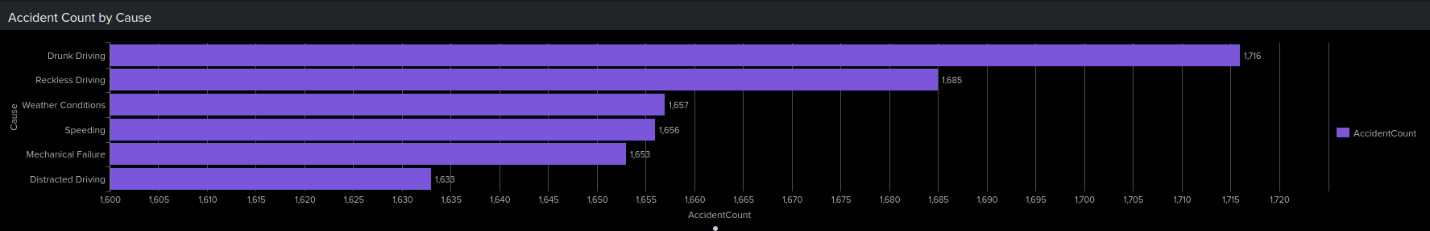 Accident Count by Cause
Cause
Drunk Driving 1,716
Reckless Driving 1,685
Weather Conditions 1,657
Speeding 1,656
Mechanical Failure 1,653
Distracted Driving 1,633
1,600 1,605 1,610 1,615 1,620 1,625 1,630 1,635 1,640 1,645 1,650 1,655 1,660 1,665 1,670 1,675 1,680 1,685 1,690 1,695 1,700 1,705 1,710 1,715 1,720
AccidentCount
AccidentCount